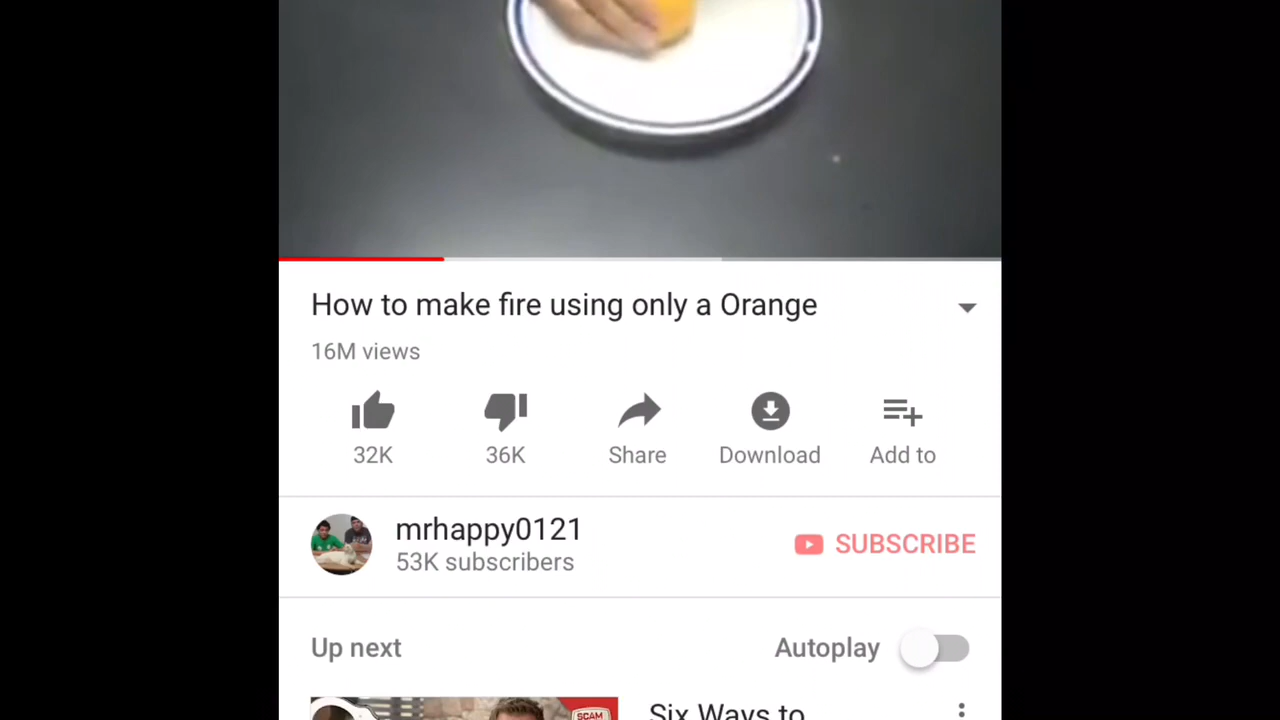 How to make fire using only a Orange
16M views
32K
36K
Share
Download
Add to
mrhappy0121
53K subscribers
SUBSCRIBE
Up next
Autoplay
SCAM
Six Ways to